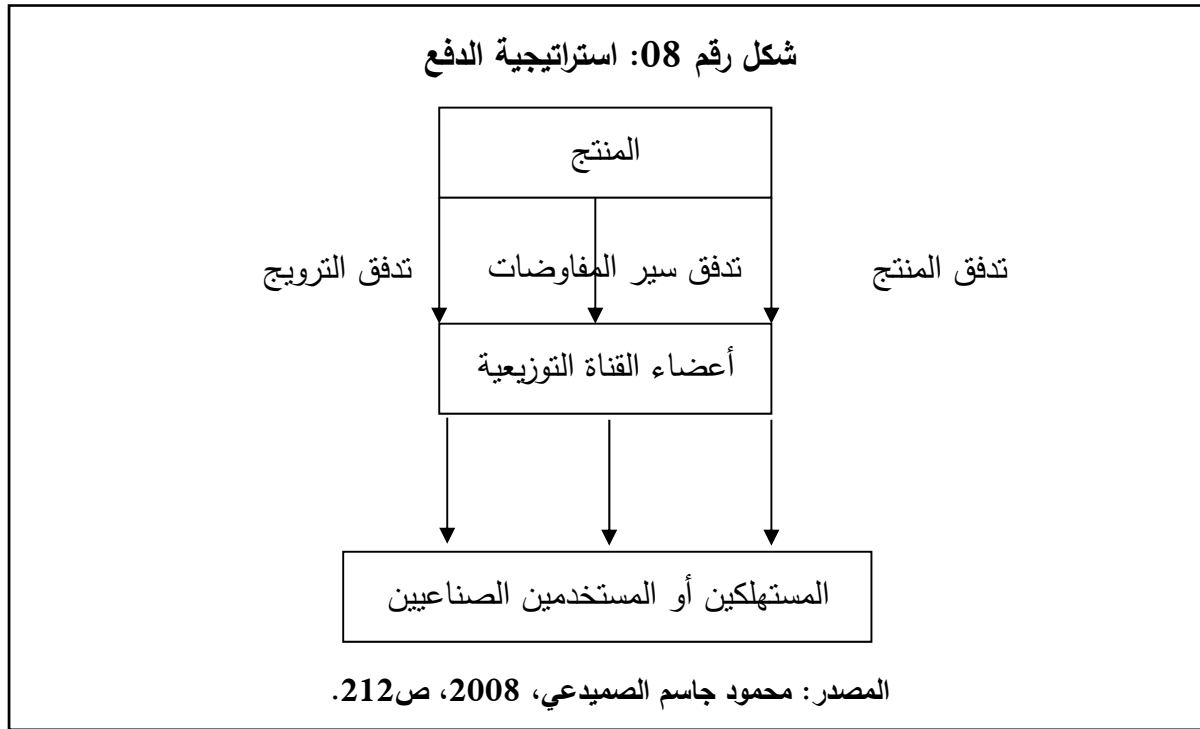 شكل رقم 08: استراتيجية الدفع
المنتج
تدفق المنتج تدفق سير المفاوضات تدفق الترويج
أعضاء القناة التوزيعية
المستهلكين أو المستخدمين الصناعيين
المصدر: محمود جاسم الصميدعي، 2008، ص212.